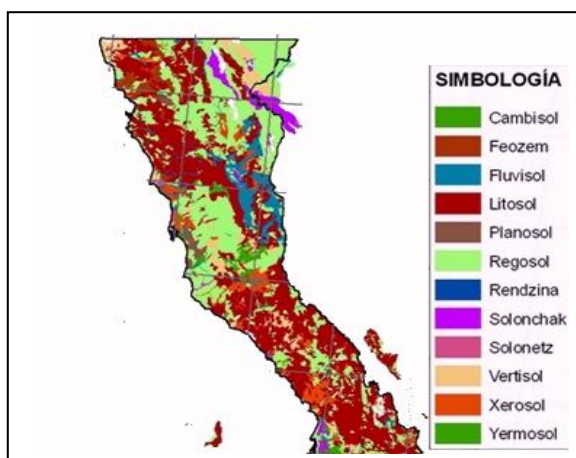 SIMBOLOGÍA
Cambisol
Feozem
Fluvisol
Litosol
Planosol
Regosol
Rendzina
Solonchak
Solonetz
Vertisol
Xerosol
Yermosol